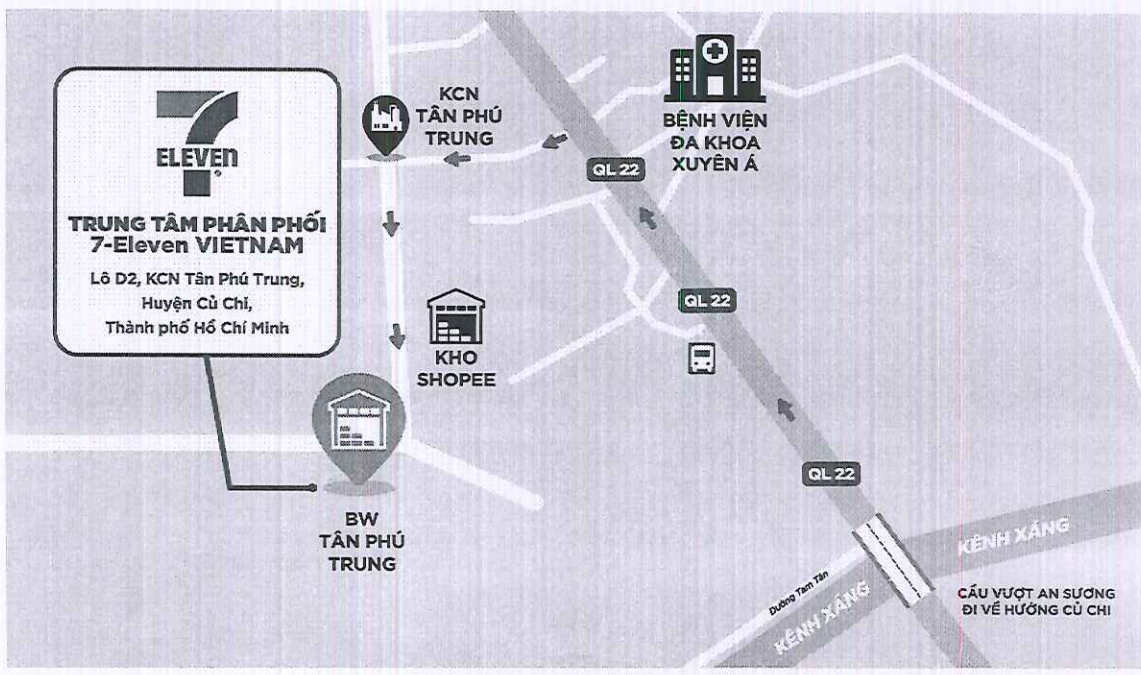 7
ELEVEn
TRUNG TÂM PHÂN PHỐI
7-Eleven VIETNAM
Lô D2, KCN Tân Phú Trung,
Huyện Củ Chi,
Thành phố Hồ Chí Minh
KCN
TÂN PHÚ
TRUNG
BỆNH VIỆN
ĐA KHOA
XUYÊN Á
QL 22
QL 22
KHO
SHOPEE
QL 22
BW
TÂN PHÚ
TRUNG
KÊNH XÁNG
Đường Tam Tân
KÊNH XÁNG
CẦU VƯỢT AN SƯƠNG
ĐI VỀ HƯỚNG CỦ CHI